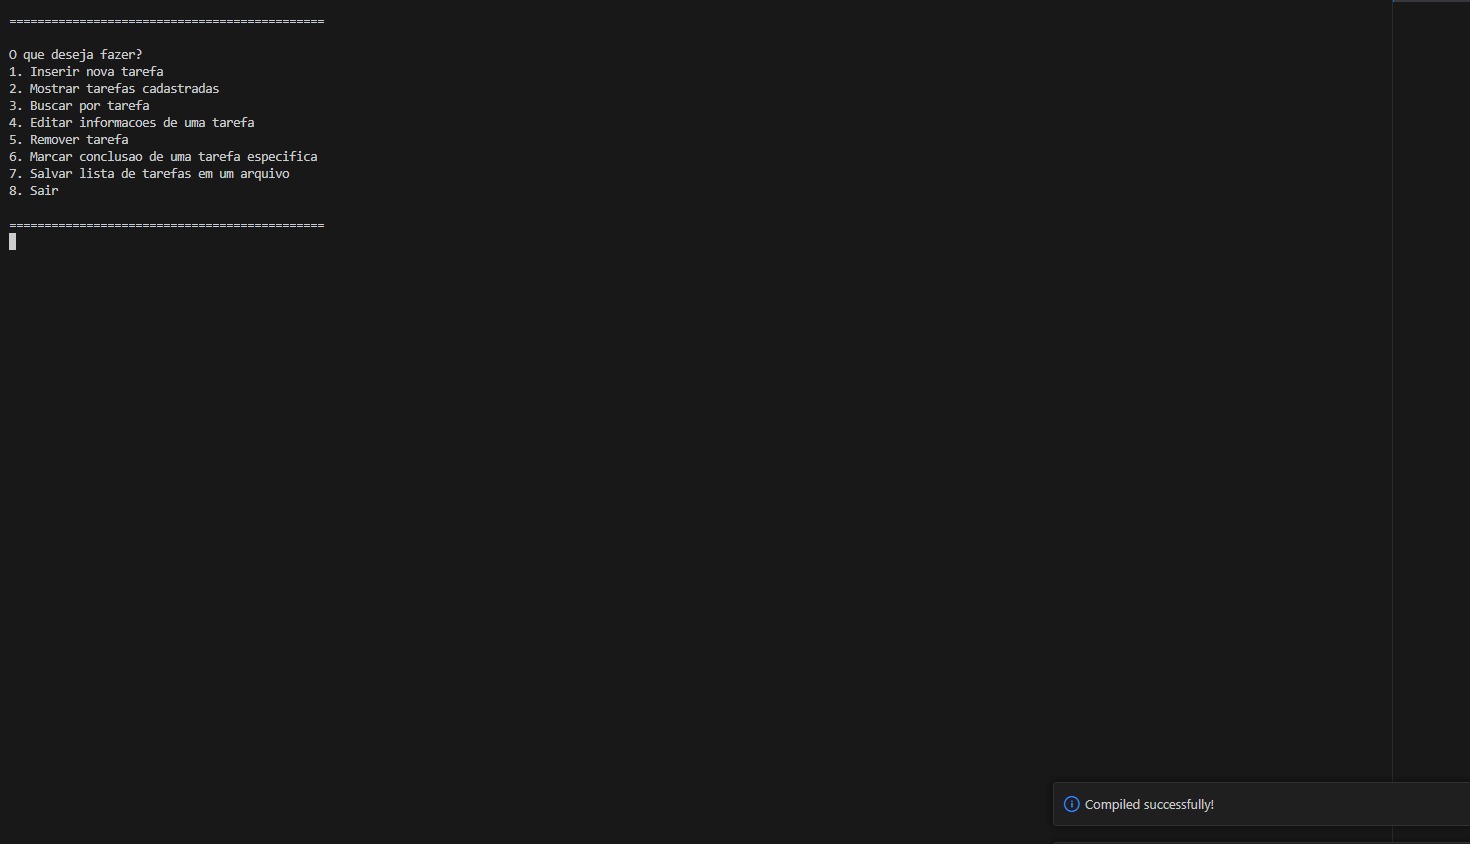 =============================================
O que deseja fazer?
1. Inserir nova tarefa
2. Mostrar tarefas cadastradas
3. Buscar por tarefa
4. Editar informacoes de uma tarefa
5. Remover tarefa
6. Marcar conclusao de uma tarefa especifica
7. Salvar lista de tarefas em um arquivo
8. Sair
=============================================
Compiled successfully!